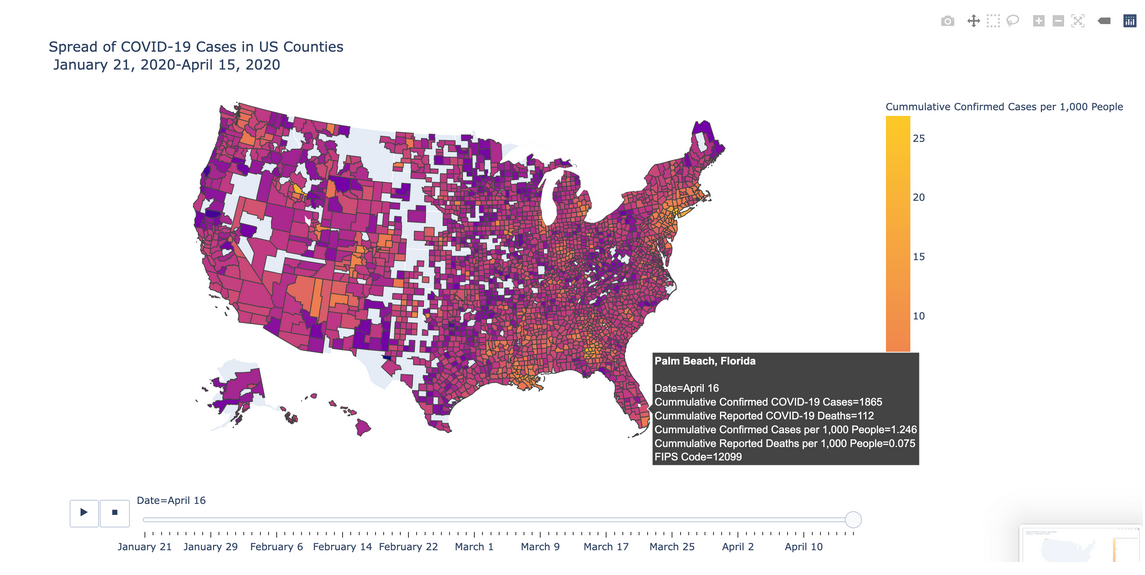 Spread of COVID-19 Cases in US Counties
January 21, 2020-April 15, 2020
Cummulative Confirmed Cases per 1,000 People
25
20
15
10
Palm Beach, Florida
Date=April 16
Cummulative Confirmed COVID-19 Cases=1865
Cummulative Reported COVID-19 Deaths=112
Cummulative Confirmed Cases per 1,000 People=1.246
Cummulative Reported Deaths per 1,000 People=0.075
FIPS Code=12099
Date=April 16
January 21 January 29 February 6 February 14 February 22 March 1 March 9 March 17 March 25 April 2 April 10